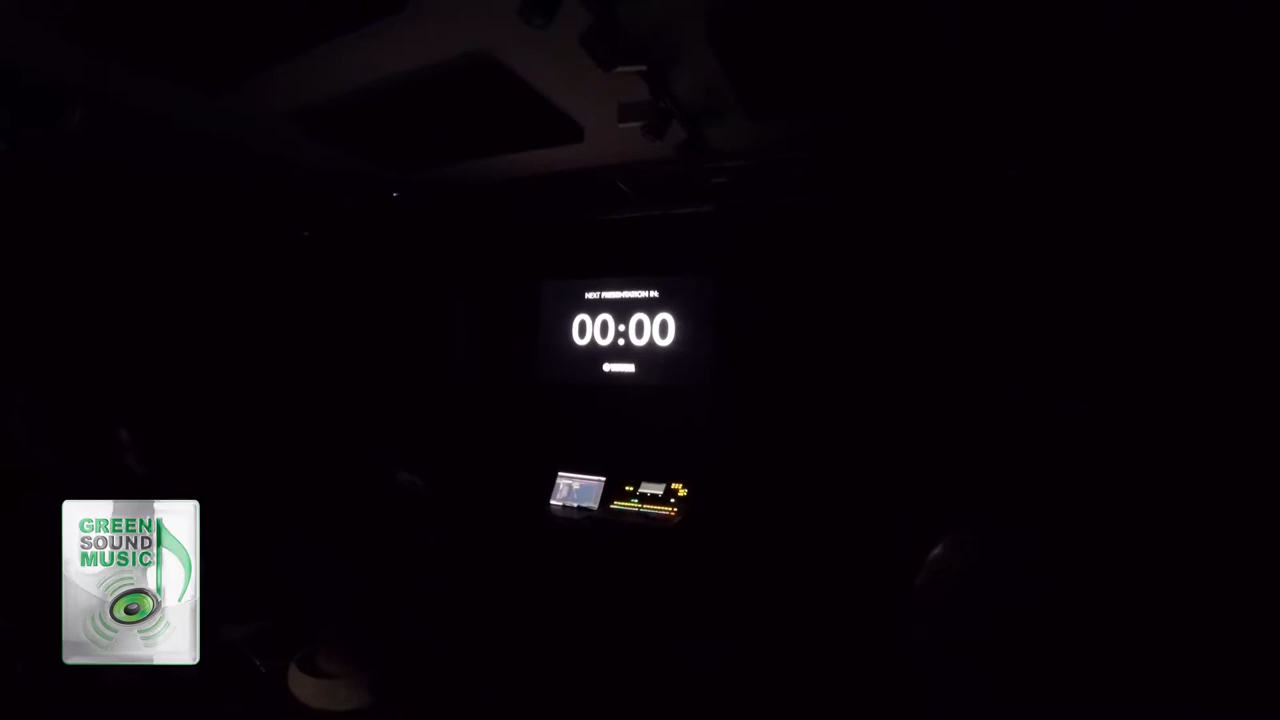 NEXT PRESENTATION IN:
00:00
GREEN
SOUND
MUSIC